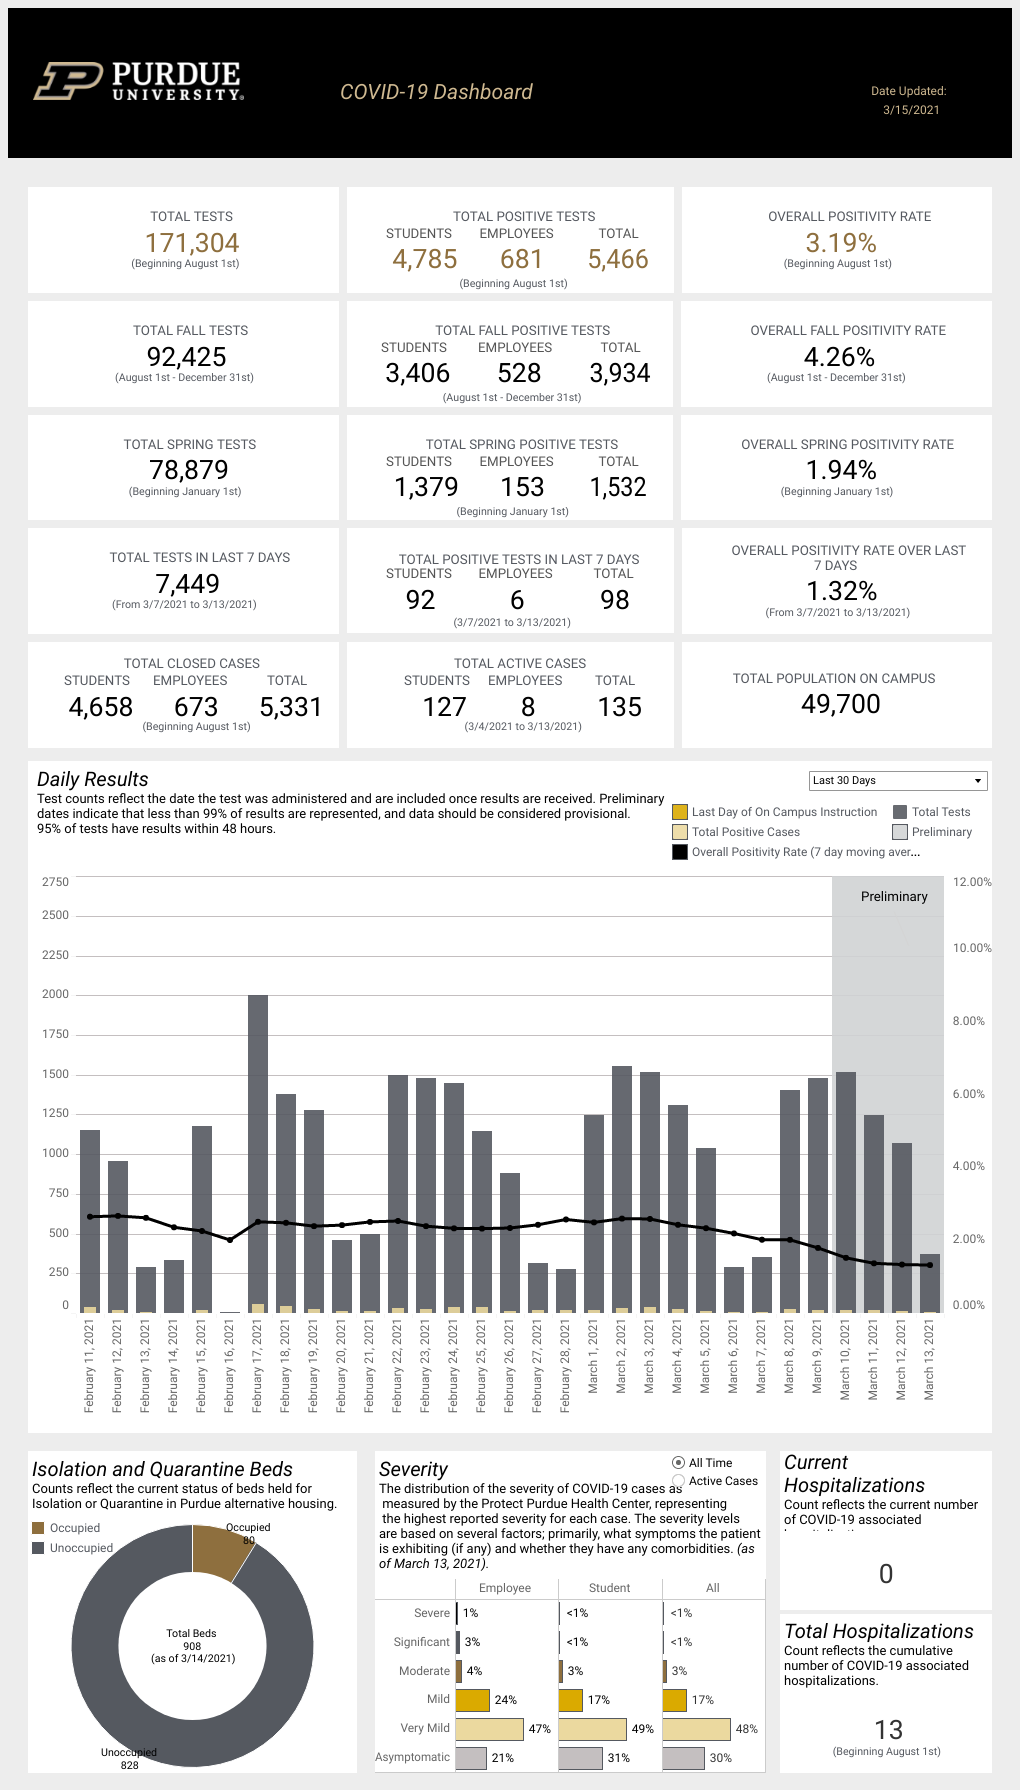 PURDUE
UNIVERSITY®
COVID-19 Dashboard
Date Updated:
3/15/2021
TOTAL TESTS
171,304
(Beginning August 1st)
TOTAL POSITIVE TESTS
STUDENTS EMPLOYEES TOTAL
4,785 681 5,466
(Beginning August 1st)
OVERALL POSITIVITY RATE
3.19%
(Beginning August 1st)
TOTAL FALL TESTS
92,425
(August 1st - December 31st)
TOTAL FALL POSITIVE TESTS
STUDENTS EMPLOYEES TOTAL
3,406 528 3,934
(August 1st - December 31st)
OVERALL FALL POSITIVITY RATE
4.26%
(August 1st - December 31st)
TOTAL SPRING TESTS
78,879
(Beginning January 1st)
TOTAL SPRING POSITIVE TESTS
STUDENTS EMPLOYEES TOTAL
1,379 153 1,532
(Beginning January 1st)
OVERALL SPRING POSITIVITY RATE
1.94%
(Beginning January 1st)
TOTAL TESTS IN LAST 7 DAYS
7,449
(From 3/7/2021 to 3/13/2021)
TOTAL POSITIVE TESTS IN LAST 7 DAYS
STUDENTS EMPLOYEES TOTAL
92 6 98
(3/7/2021 to 3/13/2021)
OVERALL POSITIVITY RATE OVER LAST
7 DAYS
1.32%
(From 3/7/2021 to 3/13/2021)
TOTAL CLOSED CASES
STUDENTS EMPLOYEES TOTAL
4,658 673 5,331
(Beginning August 1st)
TOTAL ACTIVE CASES
STUDENTS EMPLOYEES TOTAL
127 8 135
(3/4/2021 to 3/13/2021)
TOTAL POPULATION ON CAMPUS
49,700
Daily Results
Test counts reflect the date the test was administered and are included once results are received. Preliminary
dates indicate that less than 99% of results are represented, and data should be considered provisional.
95% of tests have results within 48 hours.
Last 30 Days
Last Day of On Campus Instruction
Total Tests
Total Positive Cases
Preliminary
Overall Positivity Rate (7 day moving aver...
2750
2500
2250
2000
1750
1500
1250
1000
750
500
250
0
Preliminary
12.00%
10.00%
8.00%
6.00%
4.00%
2.00%
0.00%
February 11, 2021
February 12, 2021
February 13, 2021
February 14, 2021
February 15, 2021
February 16, 2021
February 17, 2021
February 18, 2021
February 19, 2021
February 20, 2021
February 21, 2021
February 22, 2021
February 23, 2021
February 24, 2021
February 25, 2021
February 26, 2021
February 27, 2021
February 28, 2021
March 1, 2021
March 2, 2021
March 3, 2021
March 4, 2021
March 5, 2021
March 6, 2021
March 7, 2021
March 8, 2021
March 9, 2021
March 10, 2021
March 11, 2021
March 12, 2021
March 13, 2021
Isolation and Quarantine Beds
Counts reflect the current status of beds held for
Isolation or Quarantine in Purdue alternative housing.
Occupied
Unoccupied
Occupied
80
Total Beds
908
(as of 3/14/2021)
Unoccupied
828
Severity
All Time
Active Cases
The distribution of the severity of COVID-19 cases as
measured by the Protect Purdue Health Center, representing
the highest reported severity for each case. The severity levels
are based on several factors; primarily, what symptoms the patient
is exhibiting (if any) and whether they have any comorbidities. (as
of March 13, 2021).
Employee Student All
Severe 1% <1% <1%
Significant 3% <1% <1%
Moderate 4% 3% 3%
Mild 24% 17% 17%
Very Mild 47% 49% 48%
Asymptomatic 21% 31% 30%
Current
Hospitalizations
Count reflects the current number
of COVID-19 associated
0
Total Hospitalizations
Count reflects the cumulative
number of COVID-19 associated
hospitalizations.
13
(Beginning August 1st)